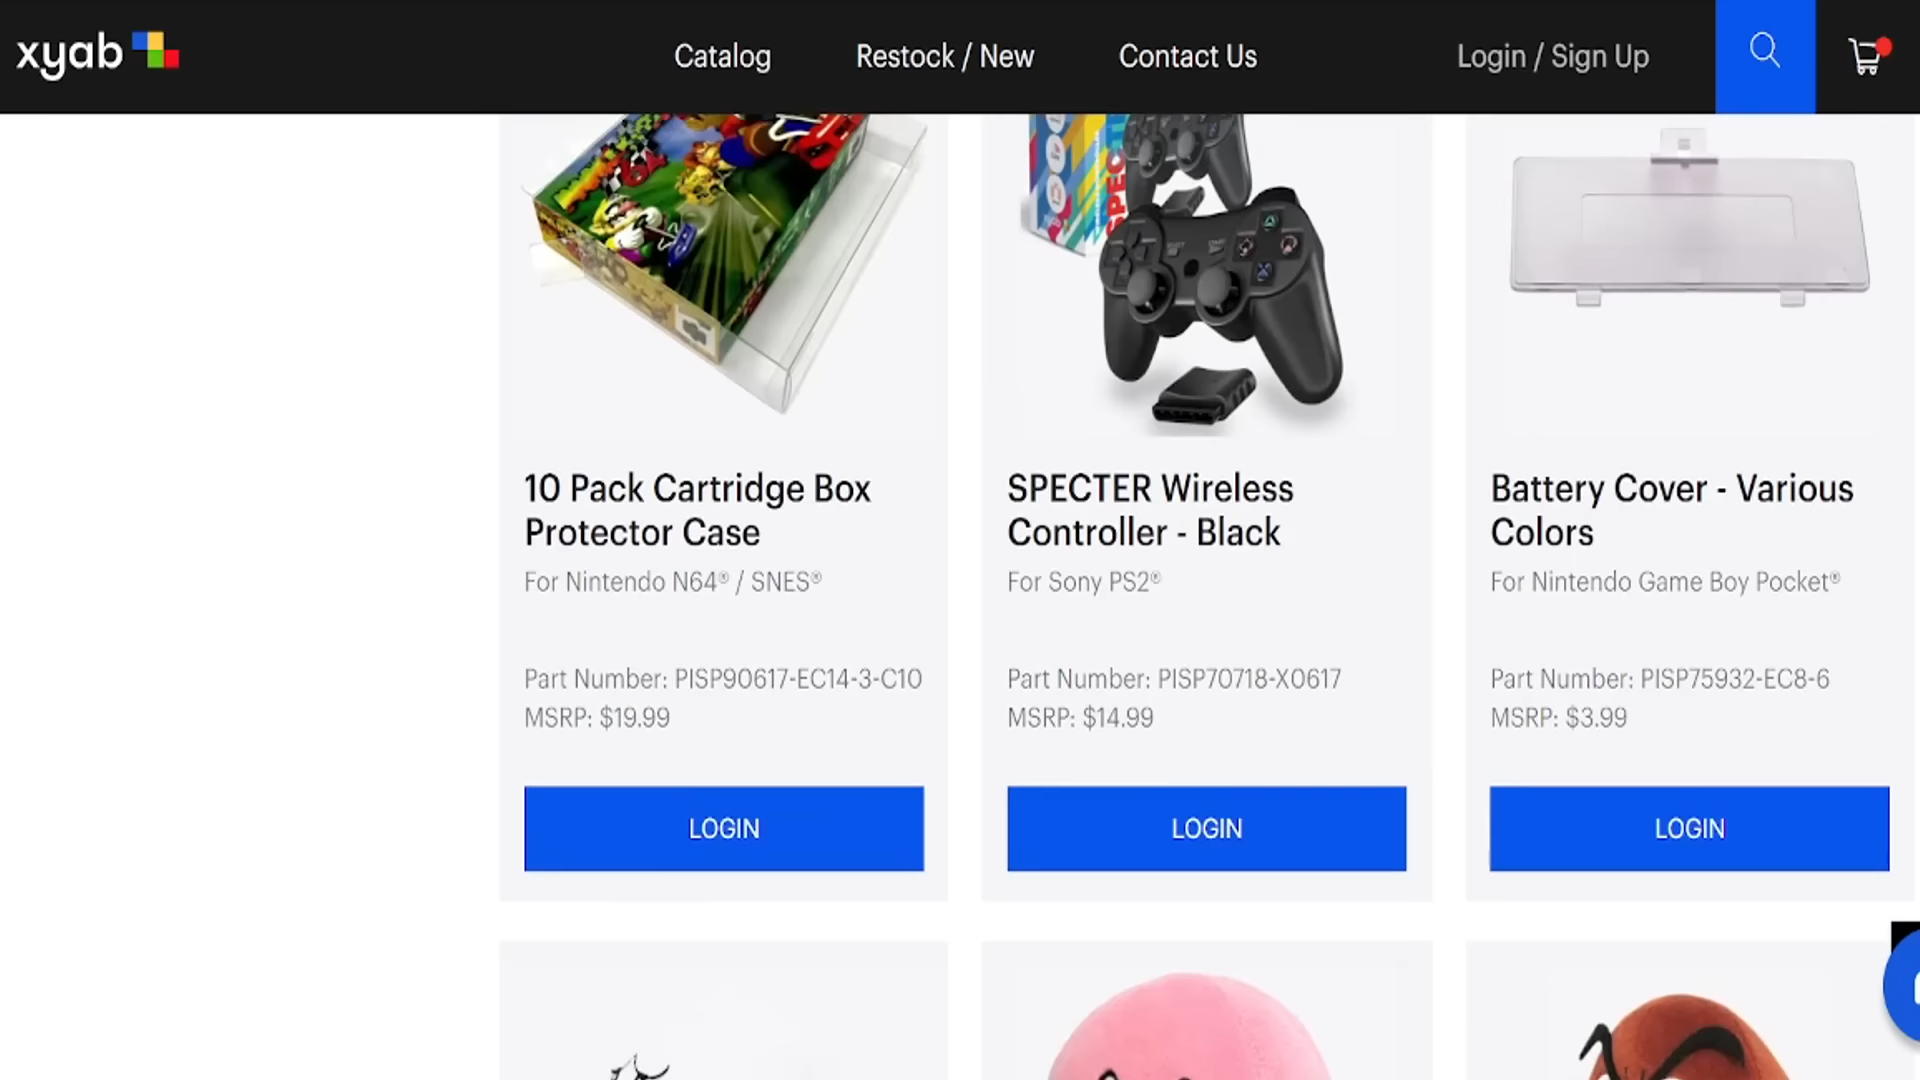 xyab
Catalog
Restock / New
Contact Us
Login / Sign Up
SPEC
10 Pack Cartridge Box
Protector Case
For Nintendo N64® / SNES®
Part Number: PISP90617-EC14-3-C10
MSRP: $19.99
LOGIN
SPECTER Wireless
Controller - Black
For Sony PS2®
Part Number: PISP70718-X0617
MSRP: $14.99
LOGIN
Battery Cover - Various
Colors
For Nintendo Game Boy Pocket®
Part Number: PISP75932-EC8-6
MSRP: $3.99
LOGIN